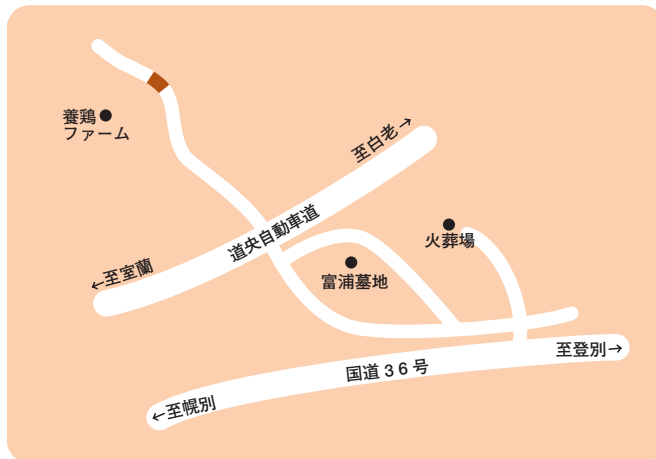 養鶏
ファーム
至白老→
道央自動車道
←至室蘭
火葬場
富浦墓地
至登別→
国道36号
←至幌別